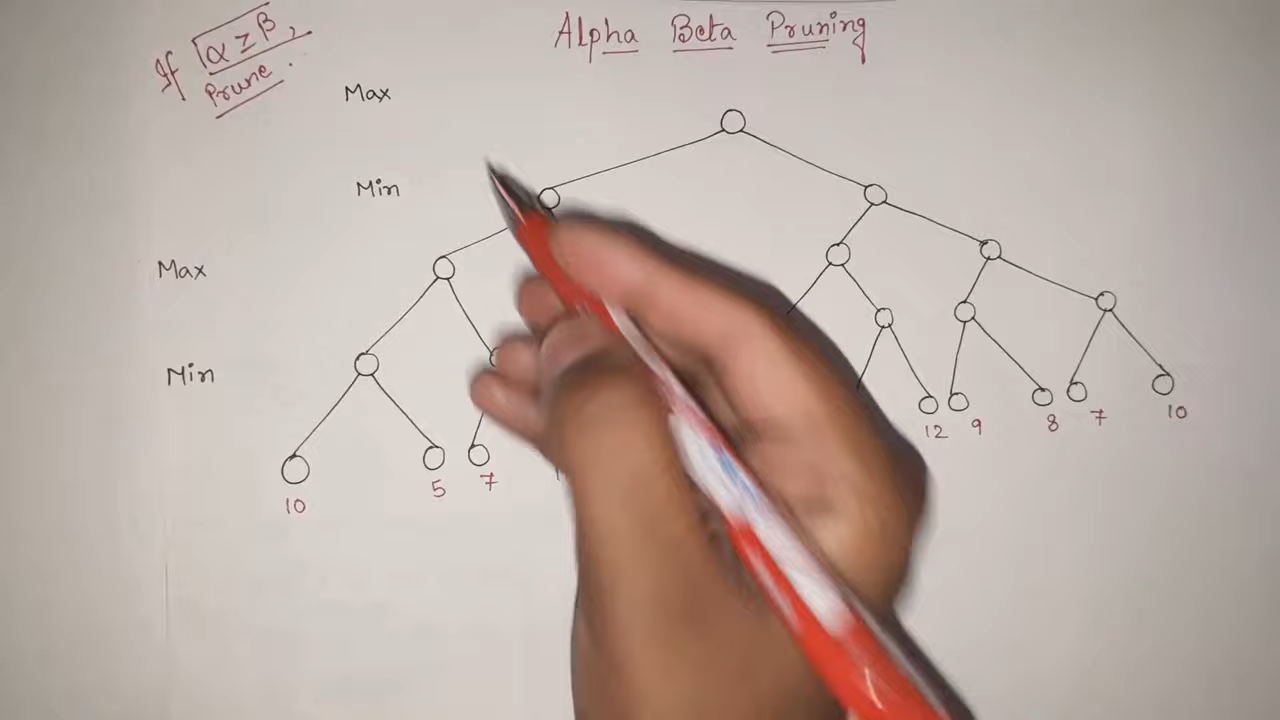 Alpha Beta Pruning
If α ≥ β,
Prune.
Max
Min
Max
Min
12 9 8 7 10
10 5 7